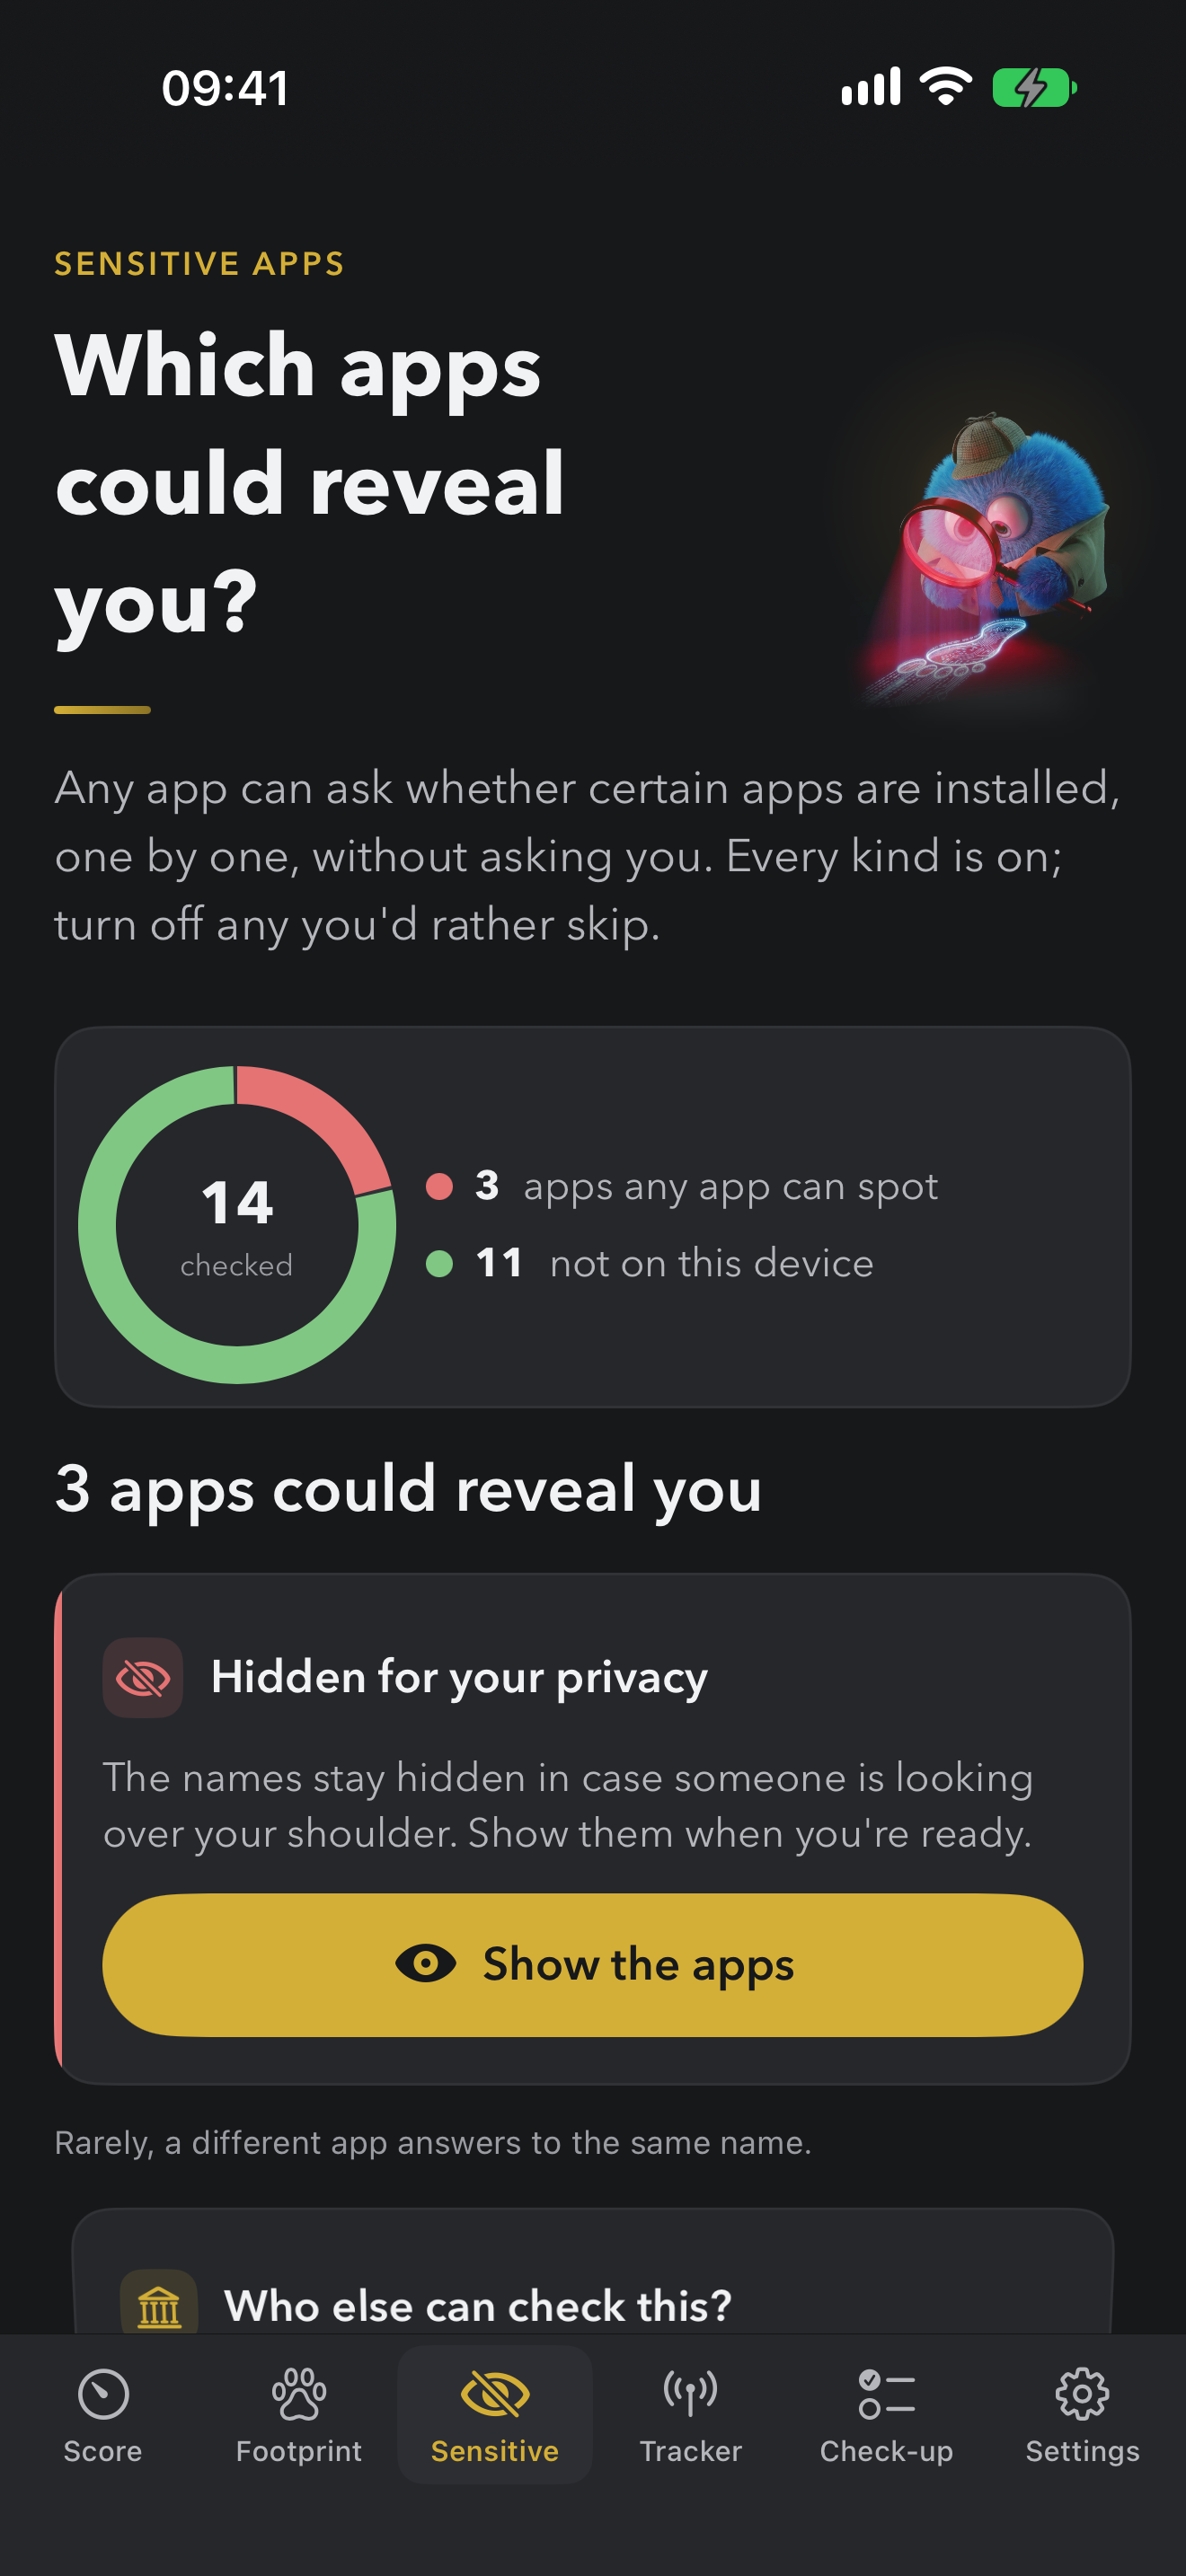 09:41
SENSITIVE APPS
Which apps
could reveal
you?
Any app can ask whether certain apps are installed,
one by one, without asking you. Every kind is on;
turn off any you'd rather skip.
14
checked
3 apps any app can spot
11 not on this device
3 apps could reveal you
Hidden for your privacy
The names stay hidden in case someone is looking
over your shoulder. Show them when you're ready.
Show the apps
Rarely, a different app answers to the same name.
Who else can check this?
Score
Footprint
Sensitive
Tracker
Check-up
Settings